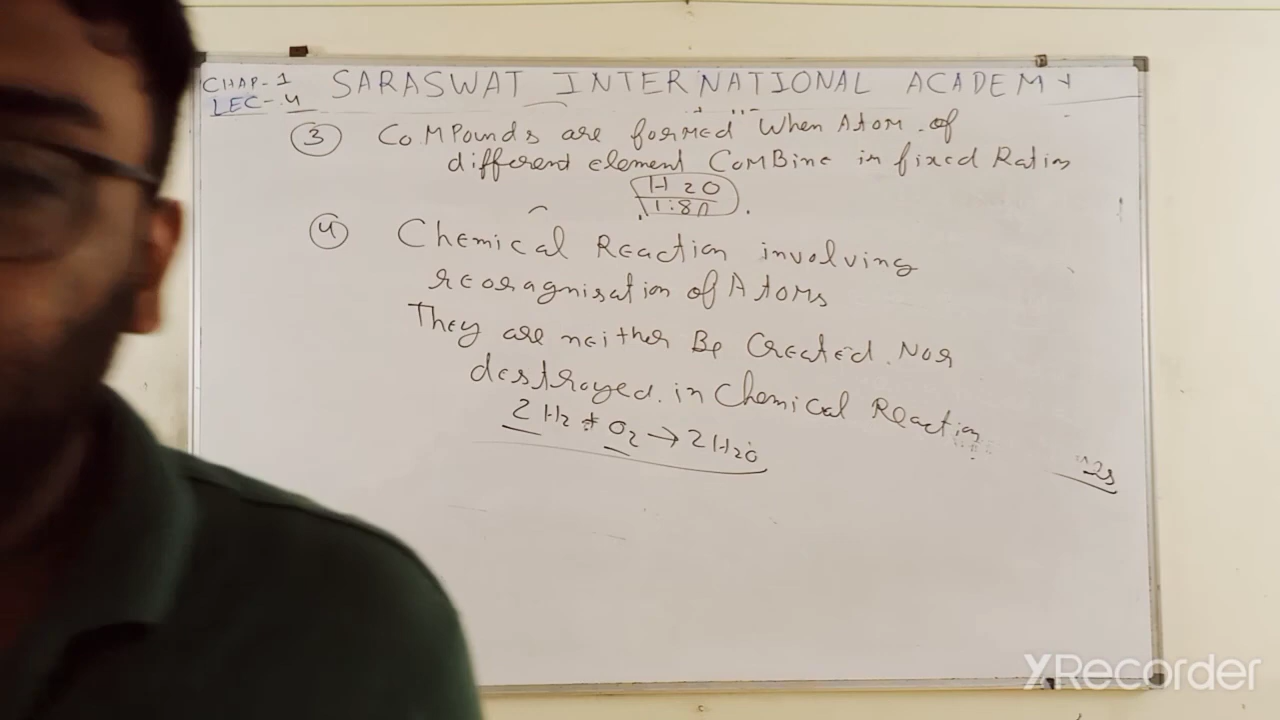 CHAP-1 SARASWAT INTERNATIONAL ACADEMY
LEC-4
3 Compounds are formed when Atom of
different element Combine in fixed Ratios
H2O
1:8
4 Chemical Reaction involving
reoragnisation of Atoms
They are neither Be Created Nor
destroyed. in Chemical Reaction
2H2 + O2 → 2H2O
XRecorder